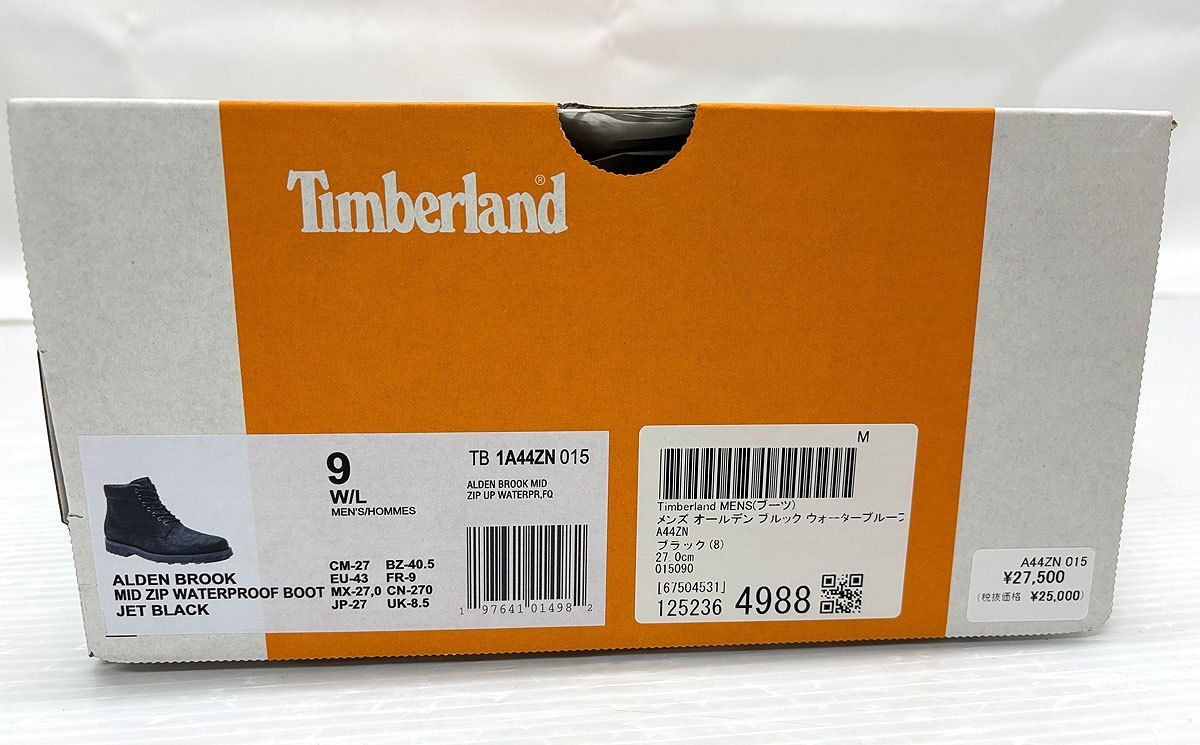 Timberland®
9
W/L
MEN'S/HOMMES
TB 1A44ZN 015
ALDEN BROOK MID
ZIP UP WATERPR,FQ
ALDEN BROOK
MID ZIP WATERPROOF BOOT
JET BLACK
CM-27 BZ-40.5
EU-43 FR-9
MX-27,0 CN-270
JP-27 UK-8.5
1 97641 01498 2
M
Timberland MENS(ブーツ)
メンズ オールデン ブルック ウォータープルーフ
A44ZN
ブラック(8)
27.0cm
015090
[67504531]
125236 4988
A44ZN 015
¥27,500
(税抜価格 ¥25,000)